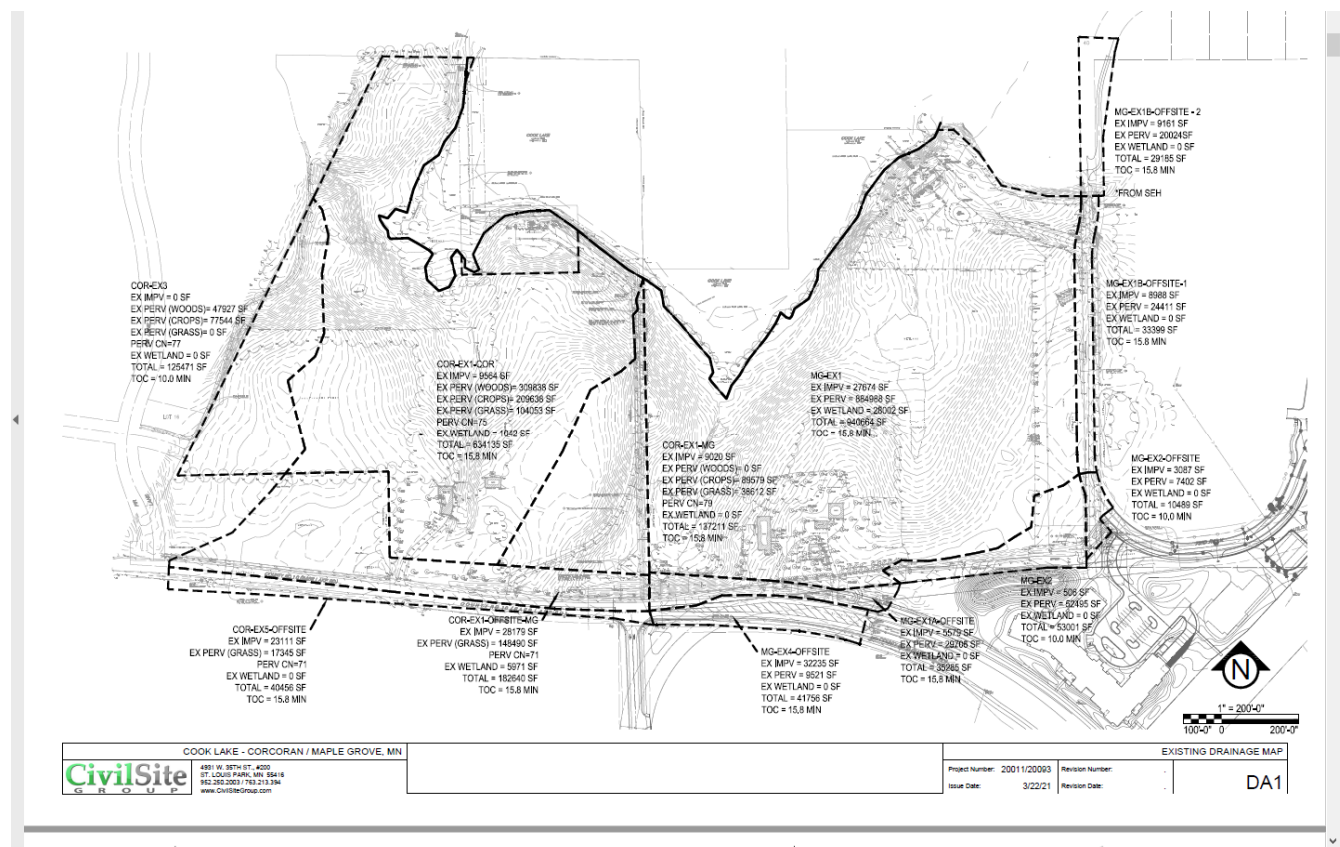 COOK LAKE
COOK LAKE
COOK LAKE
MG-EX1B-OFFSITE - 2
EX IMPV = 9161 SF
EX PERV = 20024SF
EX WETLAND = 0 SF
TOTAL = 29185 SF
TOC = 15.8 MIN
*FROM SEH
COR-EX3
EX IMPV = 0 SF
EX PERV (WOODS)= 47927 SF
EX PERV (CROPS)= 77544 SF
EX PERV (GRASS)= 0 SF
PERV CN=77
EX WETLAND = 0 SF
TOTAL = 125471 SF
TOC = 10.0 MIN
MG-EX1B-OFFSITE-1
EX IMPV = 8988 SF
EX PERV = 24411 SF
EX WETLAND = 0 SF
TOTAL = 33399 SF
TOC = 15.8 MIN
COR-EX1-COR
EX IMPV = 9564 SF
EX PERV (WOODS)= 309838 SF
EX PERV (CROPS)= 209638 SF
EX PERV (GRASS)= 104053 SF
PERV CN=75
EX WETLAND = 1042 SF
TOTAL = 634135 SF
TOC = 15.8 MIN
MG-EX1
EX IMPV = 27674 SF
EX PERV = 884988 SF
EX WETLAND = 28002 SF
TOTAL = 940664 SF
TOC = 15.8 MIN
COR-EX1-MG
EX IMPV = 9020 SF
EX PERV (WOODS)= 0 SF
EX PERV (CROPS)= 89579 SF
EX PERV (GRASS)= 38612 SF
PERV CN=79
EX WETLAND = 0 SF
TOTAL = 137211 SF
TOC = 15.8 MIN
MG-EX2-OFFSITE
EX IMPV = 3087 SF
EX PERV = 7402 SF
EX WETLAND = 0 SF
TOTAL = 10489 SF
TOC = 10.0 MIN
MG-EX2
EX IMPV = 506 SF
EX PERV = 52495 SF
EX WETLAND = 0 SF
TOTAL = 53001 SF
TOC = 10.0 MIN
COR-EX5-OFFSITE
EX IMPV = 23111 SF
EX PERV (GRASS) = 17345 SF
PERV CN=71
EX WETLAND = 0 SF
TOTAL = 40456 SF
TOC = 15.8 MIN
COR-EX1-OFFSITE-MG
EX IMPV = 28179 SF
EX PERV (GRASS) = 148490 SF
PERV CN=71
EX WETLAND = 5971 SF
TOTAL = 182640 SF
TOC = 15.8 MIN
MG-EX4-OFFSITE
EX IMPV = 32235 SF
EX PERV = 9521 SF
EX WETLAND = 0 SF
TOTAL = 41756 SF
TOC = 15.8 MIN
MG-EX1A-OFFSITE
EX IMPV = 5579 SF
EX PERV = 29706 SF
EX WETLAND = 0 SF
TOTAL = 35285 SF
TOC = 15.8 MIN
N
1" = 200'-0"
100'-0" 0 200'-0"
COOK LAKE - CORCORAN / MAPLE GROVE, MN
CivilSite
GROUP
4931 W. 35TH ST., #200
ST. LOUIS PARK, MN 55416
952.250.2003 / 763.213.394
www.CivilSiteGroup.com
EXISTING DRAINAGE MAP
Project Number: 20011/20093
Revision Number: .
Issue Date: 3/22/21
Revision Date: .
DA1